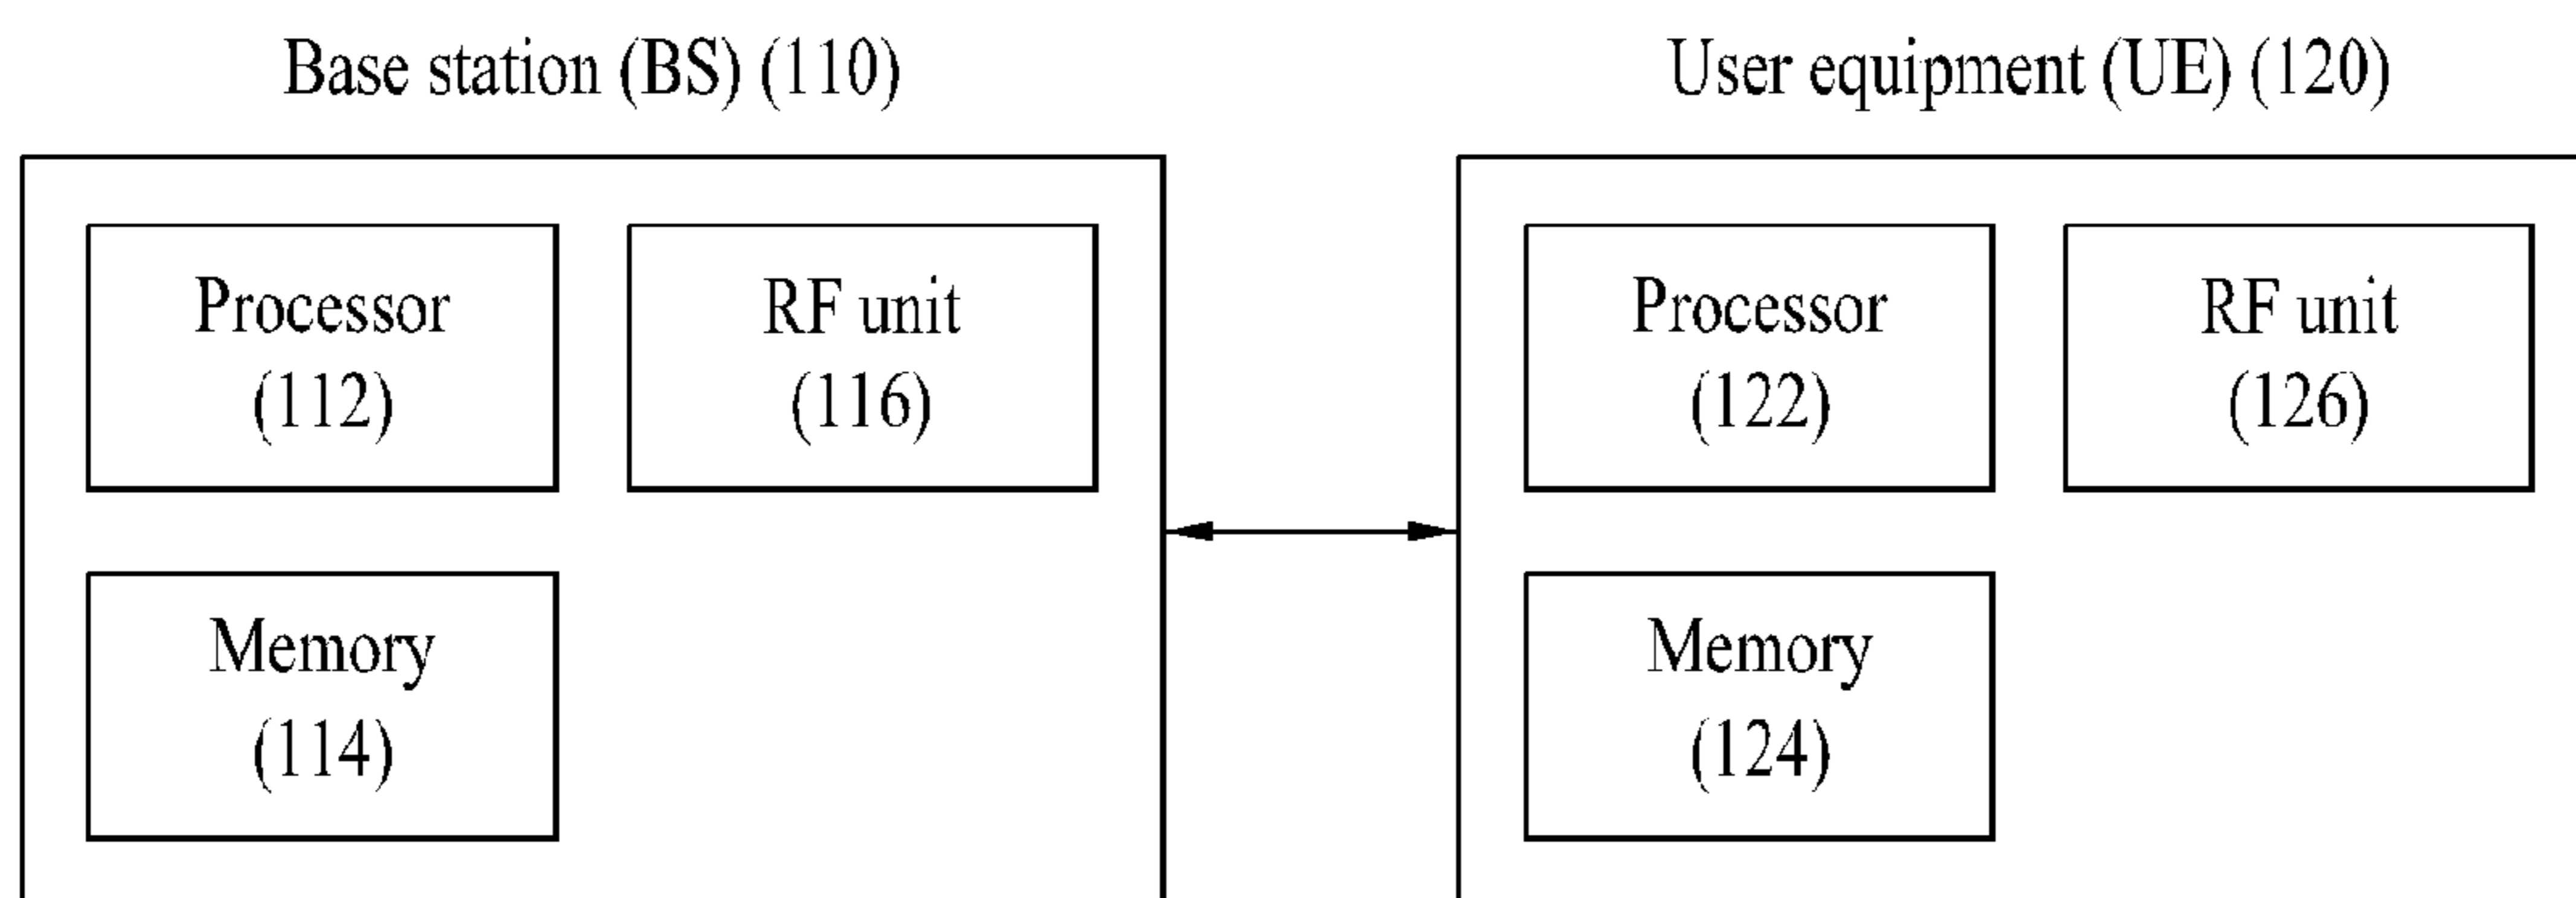 Base station (BS) (110)
Processor
(112)
RF unit
(116)
Memory
(114)
User equipment (UE) (120)
Processor
(122)
RF unit
(126)
Memory
(124)